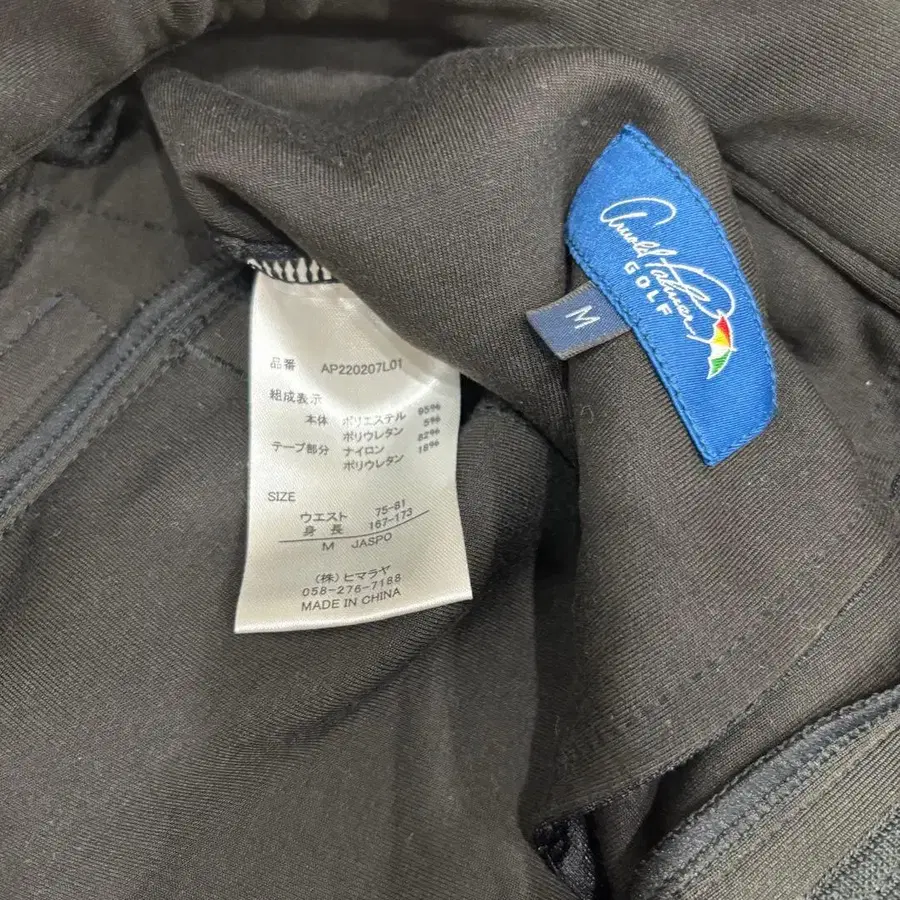 Arnold Palmer
GOLF
M
品番 AP220207L01
組成表示
本体 ポリエステル 95%
ポリウレタン 5%
テープ部分 ナイロン 82%
ポリウレタン 18%
SIZE
ウエスト 75-81
身長 167-173
M JASPO
(株)ヒマラヤ
058-276-7188
MADE IN CHINA